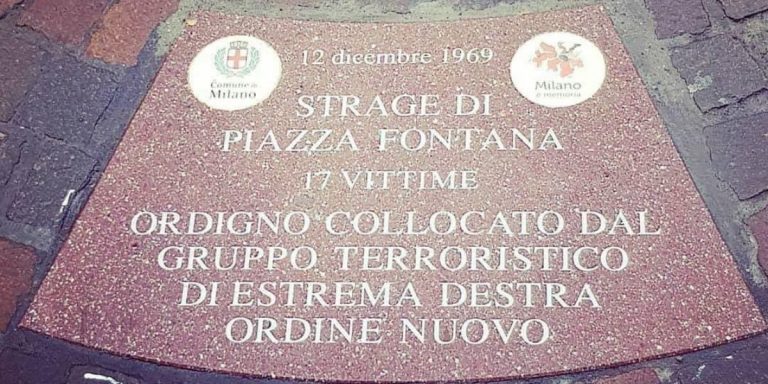 12 dicembre 1969
Comune di
Milano
Milano
è memoria
STRAGE DI
PIAZZA FONTANA
17 VITTIME
ORDIGNO COLLOCATO DAL
GRUPPO TERRORISTICO
DI ESTREMA DESTRA
ORDINE NUOVO